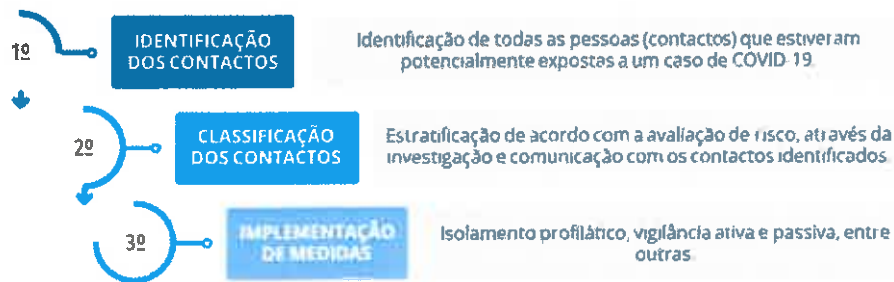 1º
IDENTIFICAÇÃO
DOS CONTACTOS
Identificação de todas as pessoas (contactos) que estiveram
potencialmente expostas a um caso de COVID-19.
2º
CLASSIFICAÇÃO
DOS CONTACTOS
Estratificação de acordo com a avaliação de risco, através da
investigação e comunicação com os contactos identificados.
3º
IMPLEMENTAÇÃO
DE MEDIDAS
Isolamento profilático, vigilância ativa e passiva, entre
outras.